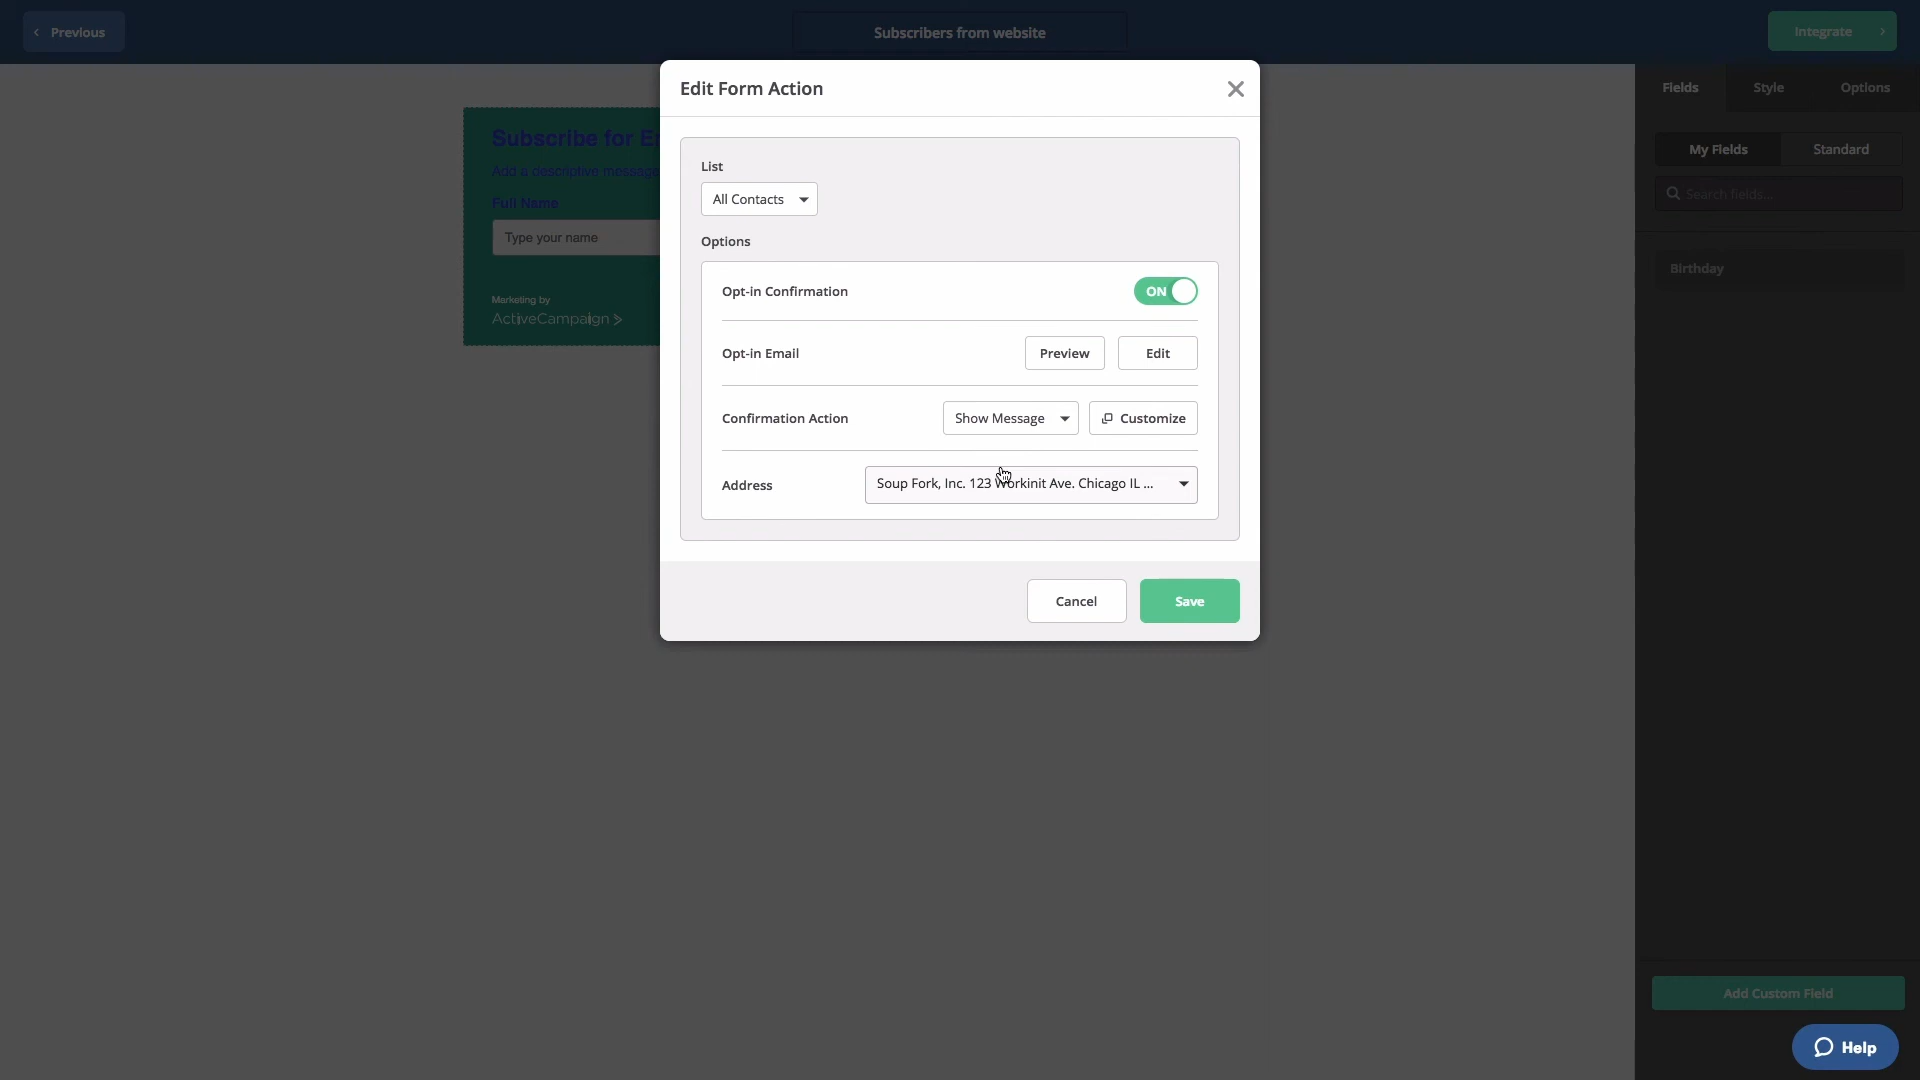 Previous
Subscribers from website
Integrate
Edit Form Action
List
All Contacts
Options
Opt-in Confirmation
ON
Opt-in Email
Preview
Edit
Confirmation Action
Show Message
Customize
Address
Soup Fork, Inc. 123 Workinit Ave. Chicago IL ...
Cancel
Save
Subscribe for E
Add a descriptive message
Full Name
Type your name
Marketing by
ActiveCampaign >
Fields
Style
Options
My Fields
Standard
Search fields...
Birthday
Add Custom Field
Help